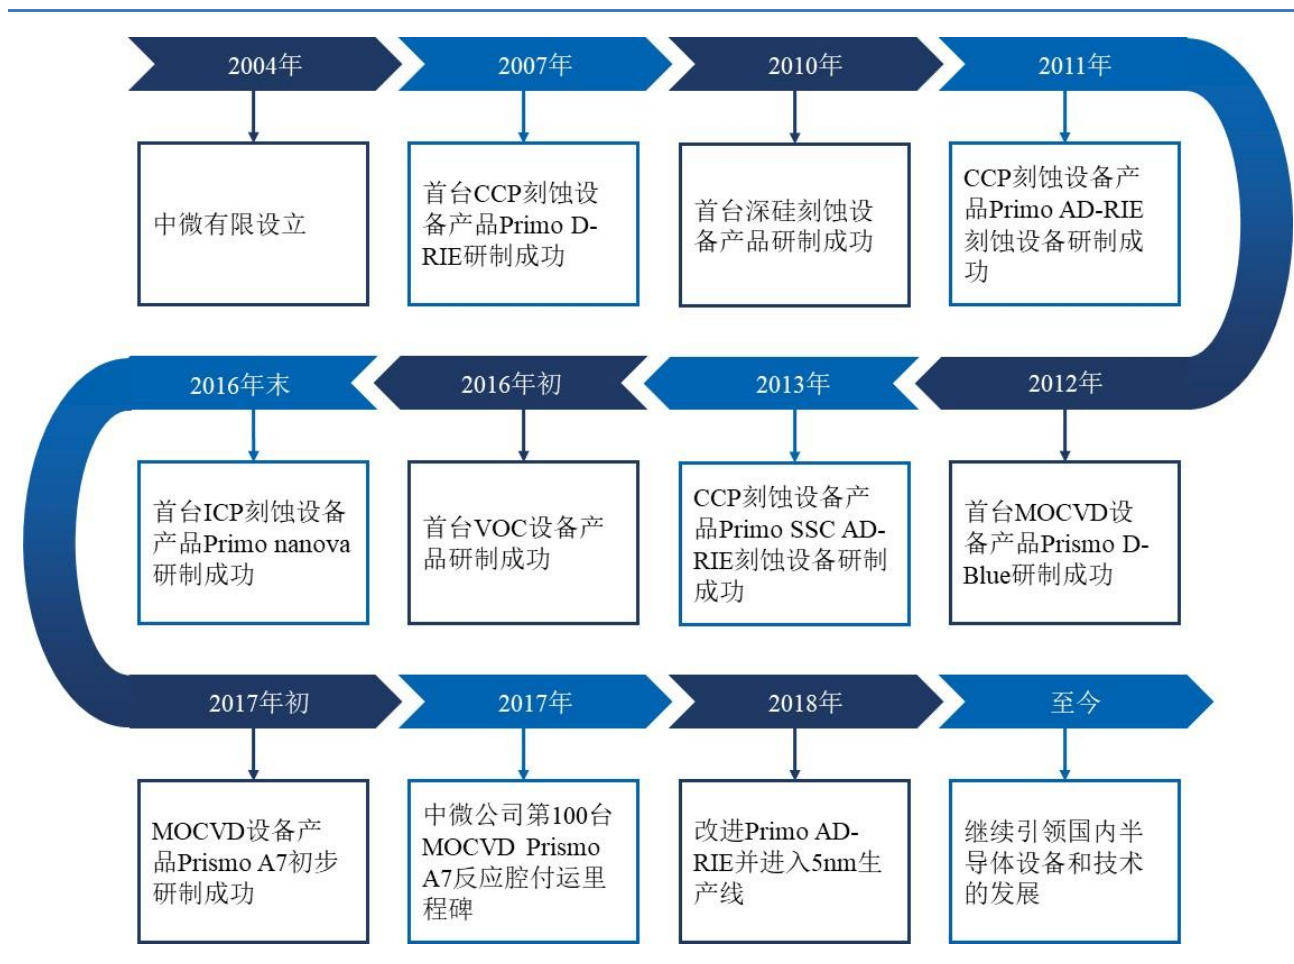 2004年
2007年
2010年
2011年
中微有限设立
首台CCP刻蚀设
备产品Primo D-
RIE研制成功
首台深硅刻蚀设
备产品研制成功
CCP刻蚀设备产
品Primo AD-RIE
刻蚀设备研制成
功
2012年
2013年
2016年初
2016年末
首台MOCVD设
备产品Prismo D-
Blue研制成功
CCP刻蚀设备产
品Primo SSC AD-
RIE刻蚀设备研制
成功
首台VOC设备产
品研制成功
首台ICP刻蚀设备
产品Primo nanova
研制成功
2017年初
2017年
2018年
至今
MOCVD设备产
品Prismo A7初步
研制成功
中微公司第100台
MOCVD Prismo
A7反应腔付运里
程碑
改进Primo AD-
RIE并进入5nm生
产线
继续引领国内半
导体设备和技术
的发展